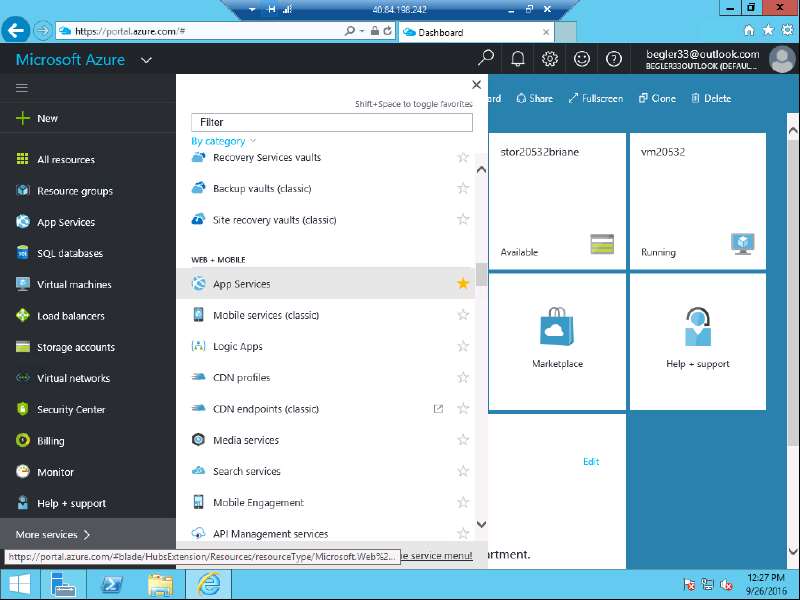 40.84.198.242
https://portal.azure.com/#
Dashboard
Microsoft Azure
begler33@outlook.com
BEGLER33OUTLOOK (DEFAUL...
Shift+Space to toggle favorites
Share
Fullscreen
Clone
Delete
New
Filter
By category
All resources
Resource groups
App Services
SQL databases
Virtual machines
Load balancers
Storage accounts
Virtual networks
Security Center
Billing
Monitor
Help + support
More services
Recovery Services vaults
Backup vaults (classic)
Site recovery vaults (classic)
WEB + MOBILE
App Services
Mobile services (classic)
Logic Apps
CDN profiles
CDN endpoints (classic)
Media services
Search services
Mobile Engagement
API Management services
service menu!
stor20532briane
Available
vm20532
Running
Marketplace
Help + support
Edit
https://portal.azure.com/#blade/HubsExtension/Resources/resourceType/Microsoft.Web%2...
12:27 PM
9/26/2016